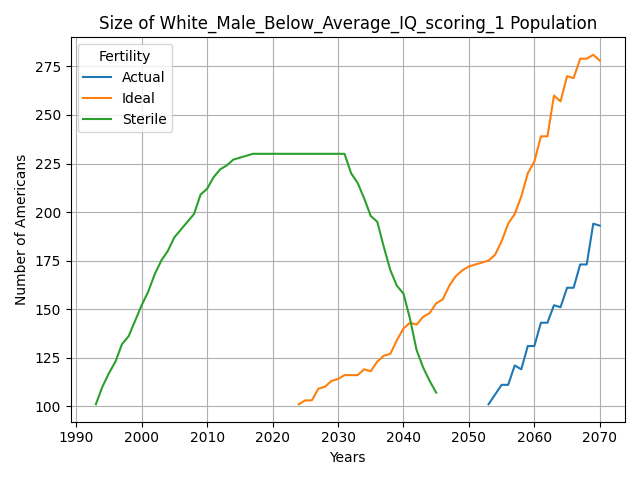 Size of White_Male_Below_Average_IQ_scoring_1 Population
Fertility
Actual
Ideal
Sterile
Number of Americans
275
250
225
200
175
150
125
100
1990 2000 2010 2020 2030 2040 2050 2060 2070
Years